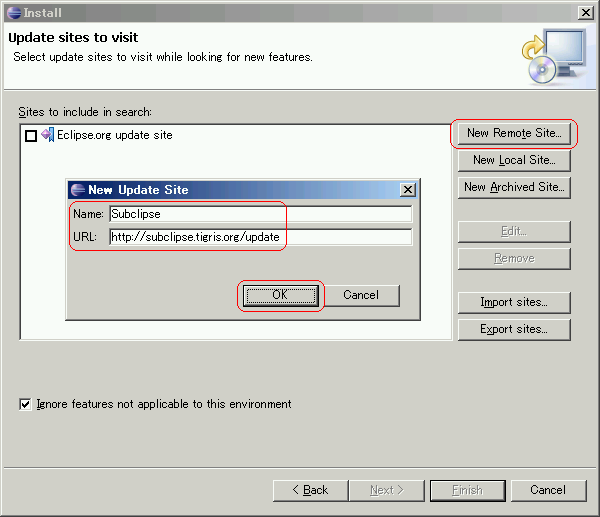 Install
Update sites to visit
Select update sites to visit while looking for new features.
Sites to include in search:
Eclipse.org update site
New Remote Site...
New Local Site...
New Archived Site...
Edit...
Remove
Import sites...
Export sites...
New Update Site
Name: Subclipse
URL: http://subclipse.tigris.org/update
OK Cancel
Ignore features not applicable to this environment
< Back Next > Finish Cancel